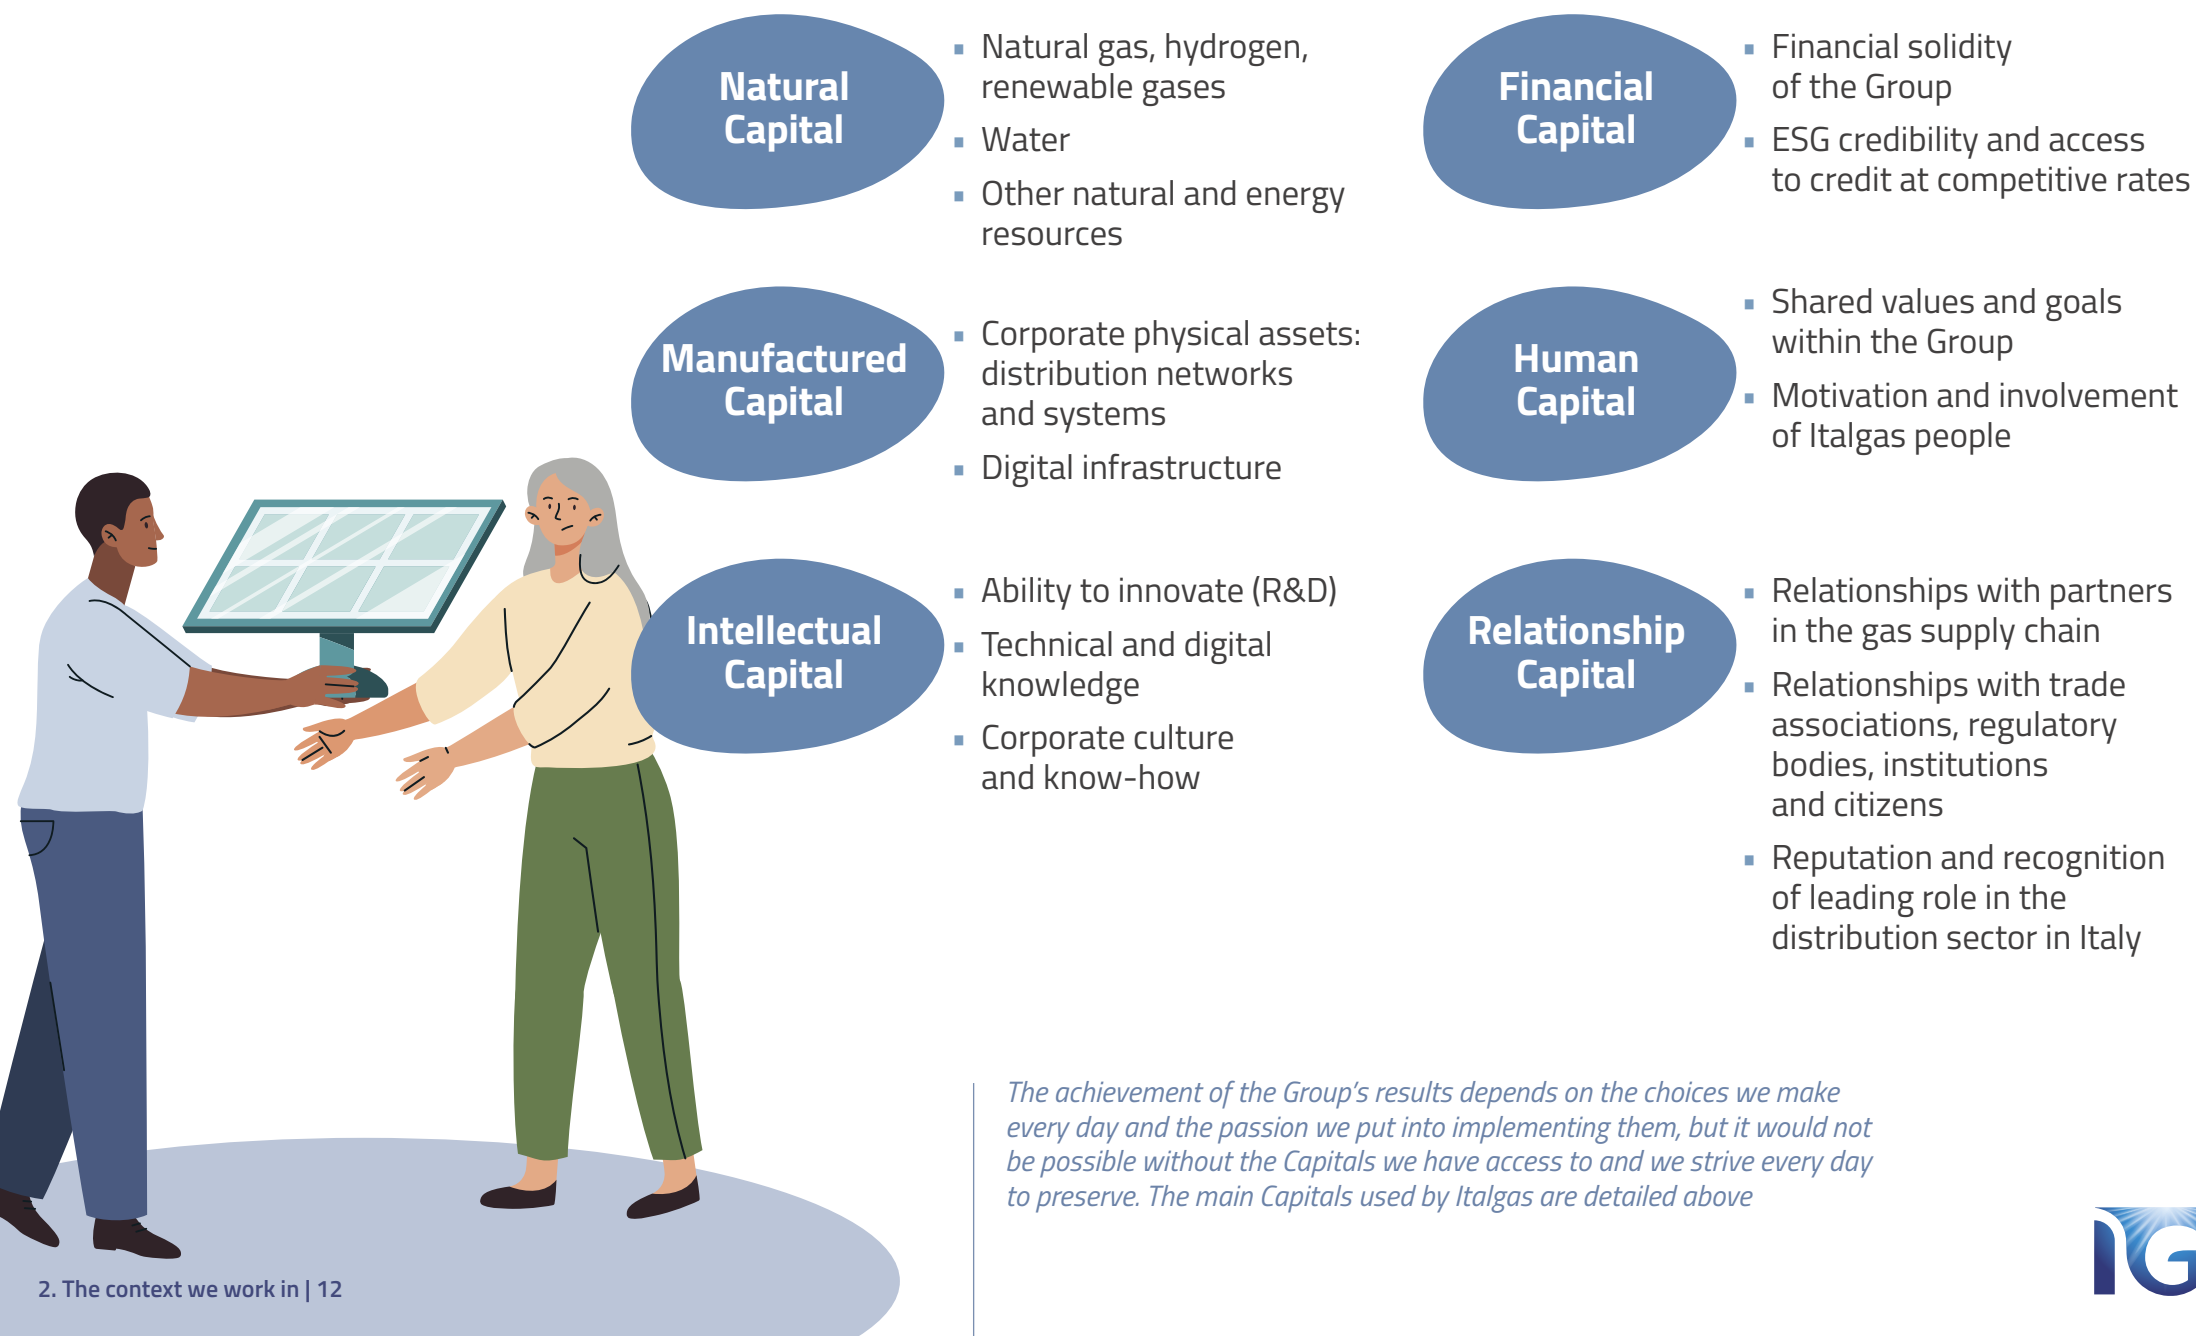 Natural
Capital
Natural gas, hydrogen,
renewable gases
Water
Other natural and energy
resources
Financial
Capital
Financial solidity
of the Group
ESG credibility and access
to credit at competitive rates
Manufactured
Capital
Corporate physical assets:
distribution networks
and systems
Digital infrastructure
Human
Capital
Shared values and goals
within the Group
Motivation and involvement
of Italgas people
Intellectual
Capital
Ability to innovate (R&D)
Technical and digital
knowledge
Corporate culture
and know-how
Relationship
Capital
Relationships with partners
in the gas supply chain
Relationships with trade
associations, regulatory
bodies, institutions
and citizens
Reputation and recognition
of leading role in the
distribution sector in Italy
The achievement of the Group's results depends on the choices we make
every day and the passion we put into implementing them, but it would not
be possible without the Capitals we have access to and we strive every day
to preserve. The main Capitals used by Italgas are detailed above
2. The context we work in | 12
IG